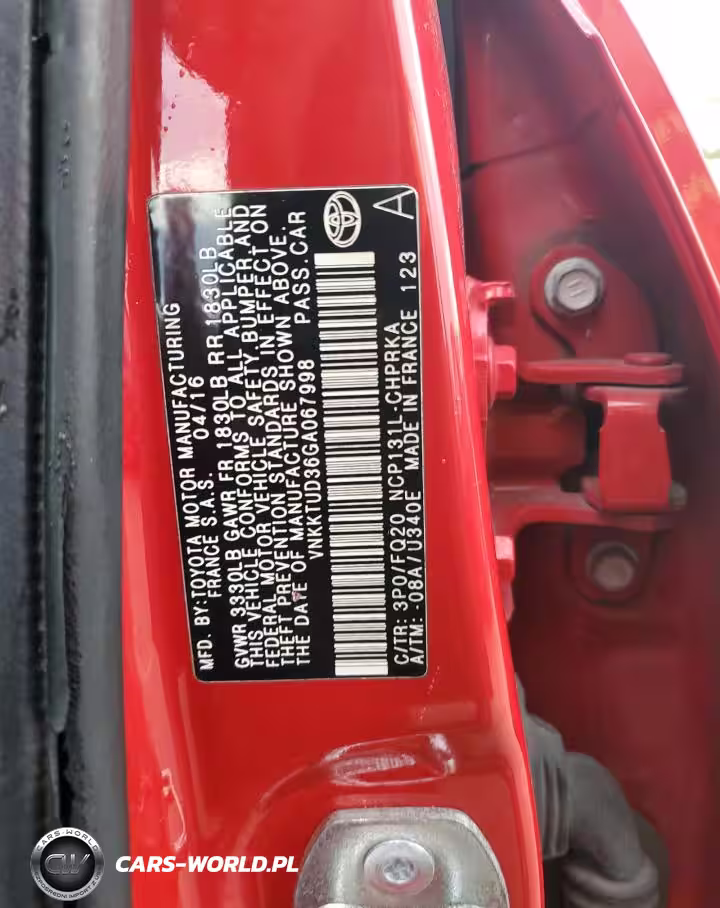 MFD. BY: TOYOTA MOTOR MANUFACTURING
FRANCE S.A.S. 04/16
GVWR 3330LB GAWR FR 1830LB RR 1830LB
THIS VEHICLE CONFORMS TO ALL APPLICABLE
FEDERAL MOTOR VEHICLE SAFETY, BUMPER, AND
THEFT PREVENTION STANDARDS IN EFFECT ON
THE DATE OF MANUFACTURE SHOWN ABOVE.
VNKKTUD36GA067998 PASS.CAR
C/TR: 3P0/FQ20 NCP131L-CHPRKA
A/TM: -08A/U340E MADE IN FRANCE 123
A
CARS-WORLD
CW
CARS-WORLD.PL